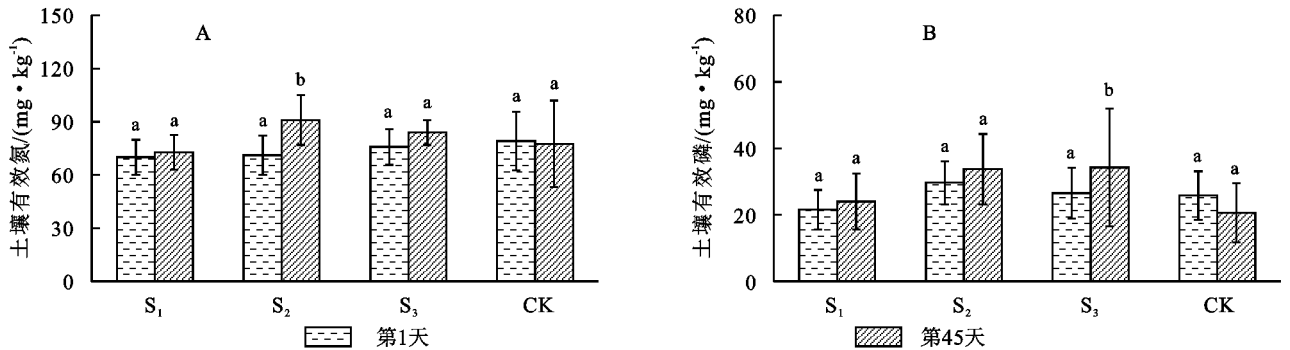 A
土壤有效氮/(mg·kg⁻¹)
150
120
90
60
30
0
a a a b a a a a
S₁ S₂ S₃ CK
B
土壤有效磷/(mg·kg⁻¹)
80
60
40
20
0
a a a a a b a a
S₁ S₂ S₃ CK
第1天 第45天